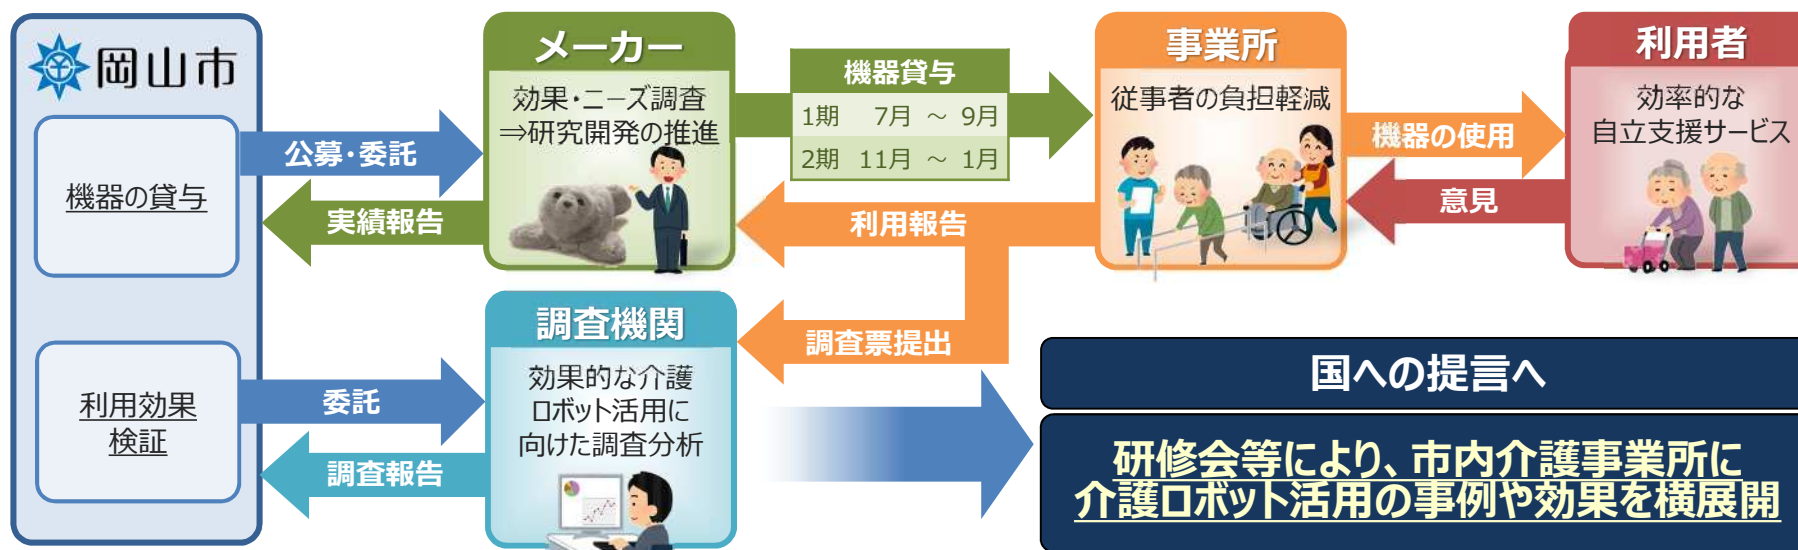 岡山市
機器の貸与
利用効果
検証
公募・委託
実績報告
委託
調査報告
メーカー
効果・ニーズ調査
⇒研究開発の推進
調査機関
効果的な介護
ロボット活用に
向けた調査分析
機器貸与
1期 7月 ～ 9月
2期 11月 ～ 1月
利用報告
調査票提出
事業所
従事者の負担軽減
機器の使用
意見
利用者
効率的な
自立支援サービス
国への提言へ
研修会等により、市内介護事業所に
介護ロボット活用の事例や効果を横展開